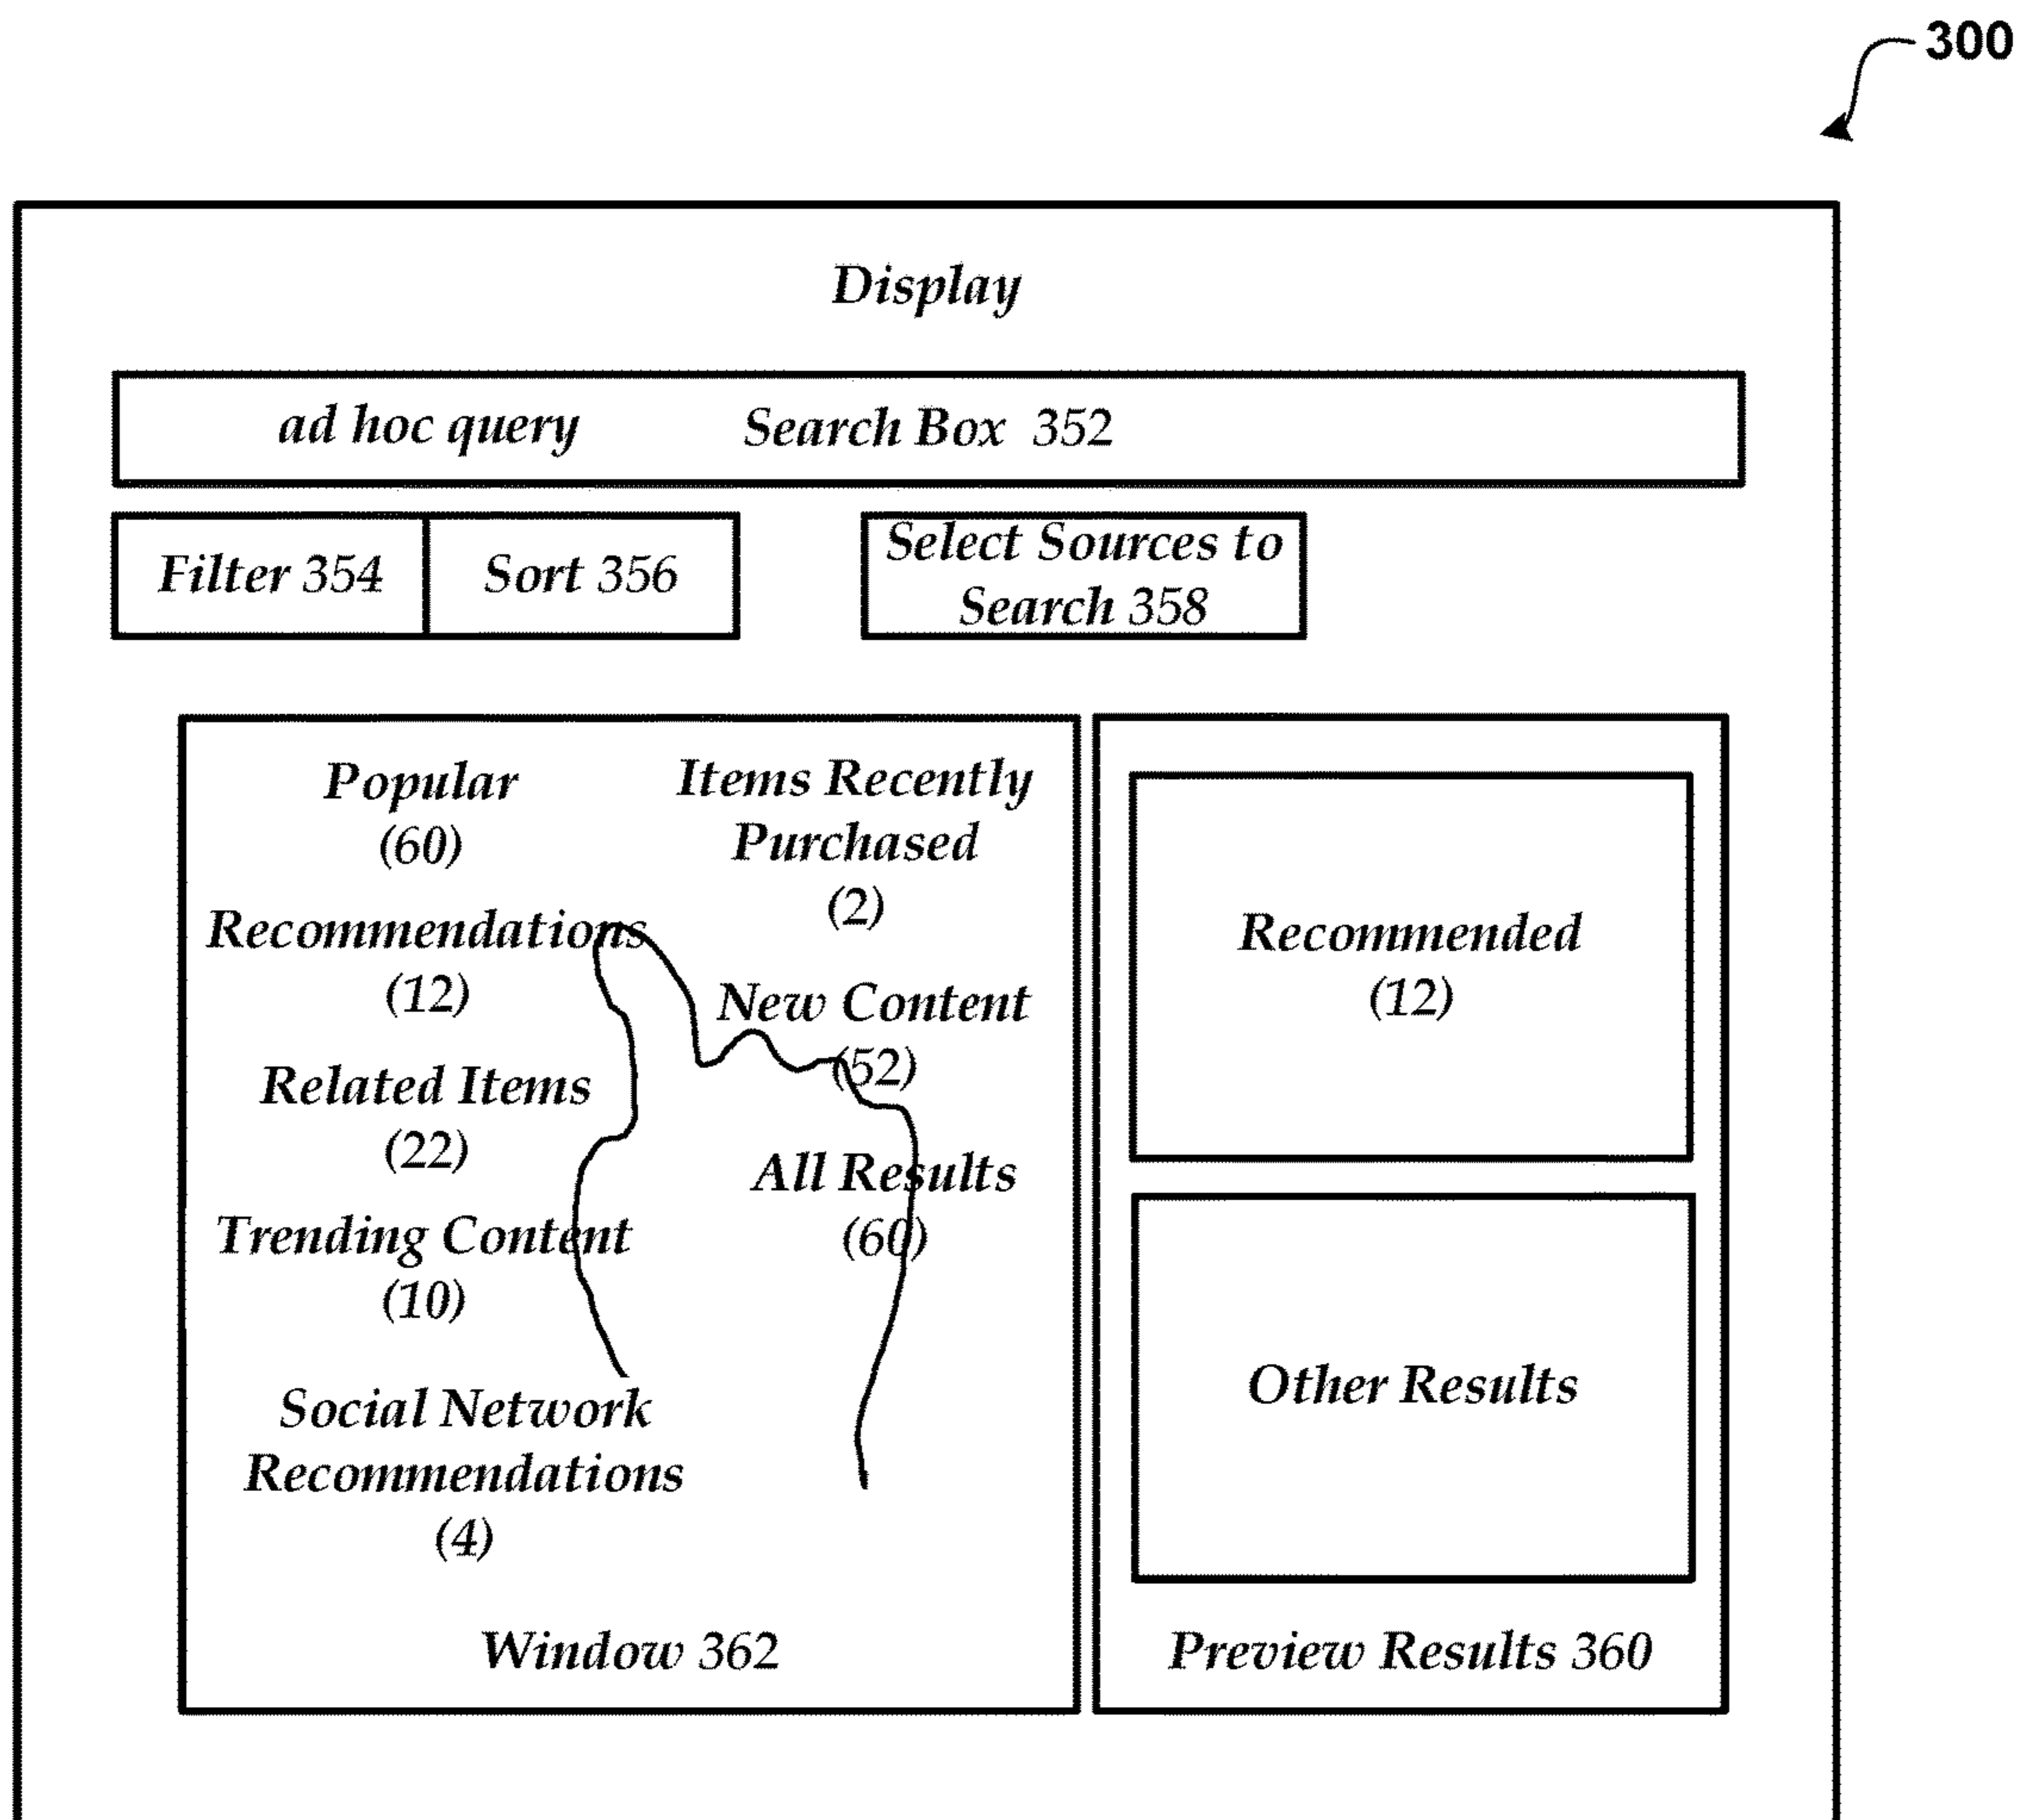 300
Display
ad hoc query Search Box 352
Filter 354 Sort 356
Select Sources to
Search 358
Popular
(60)
Recommendations
(12)
Related Items
(22)
Trending Content
(10)
Social Network
Recommendations
(4)
Items Recently
Purchased
(2)
New Content
(52)
All Results
(60)
Window 362
Recommended
(12)
Other Results
Preview Results 360